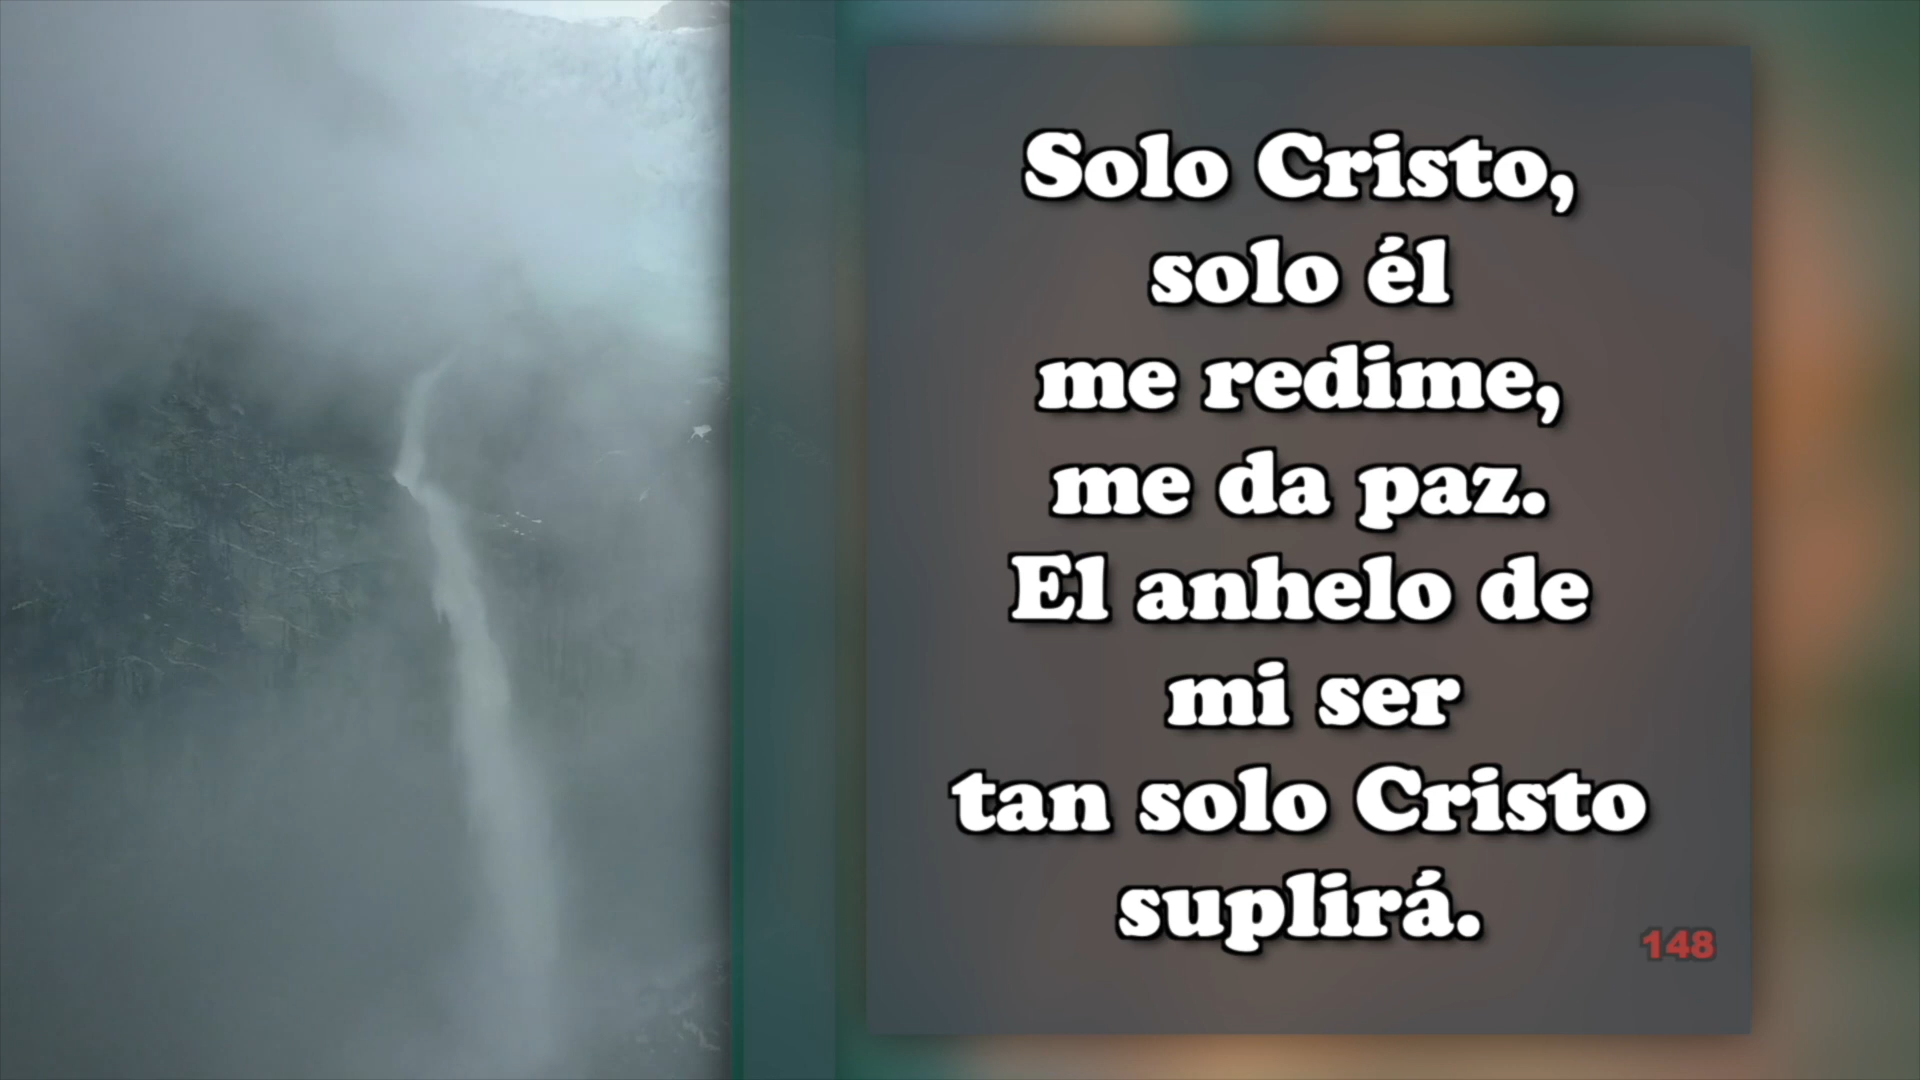 Solo Cristo,
solo él
me redime,
me da paz.
El anhelo de
mi ser
tan solo Cristo
suplirá.
148